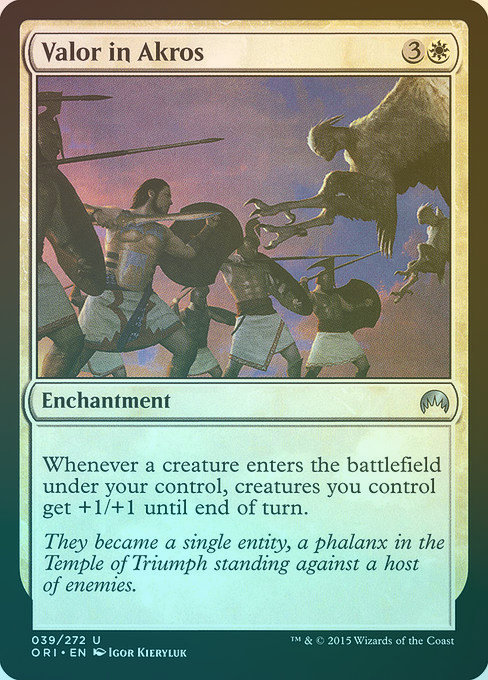 Valor in Akros 3
Enchantment
Whenever a creature enters the battlefield
under your control, creatures you control
get +1/+1 until end of turn.
They became a single entity, a phalanx in the
Temple of Triumph standing against a host
of enemies.
039/272 U
ORI • EN Igor Kieryluk
™ & © 2015 Wizards of the Coast